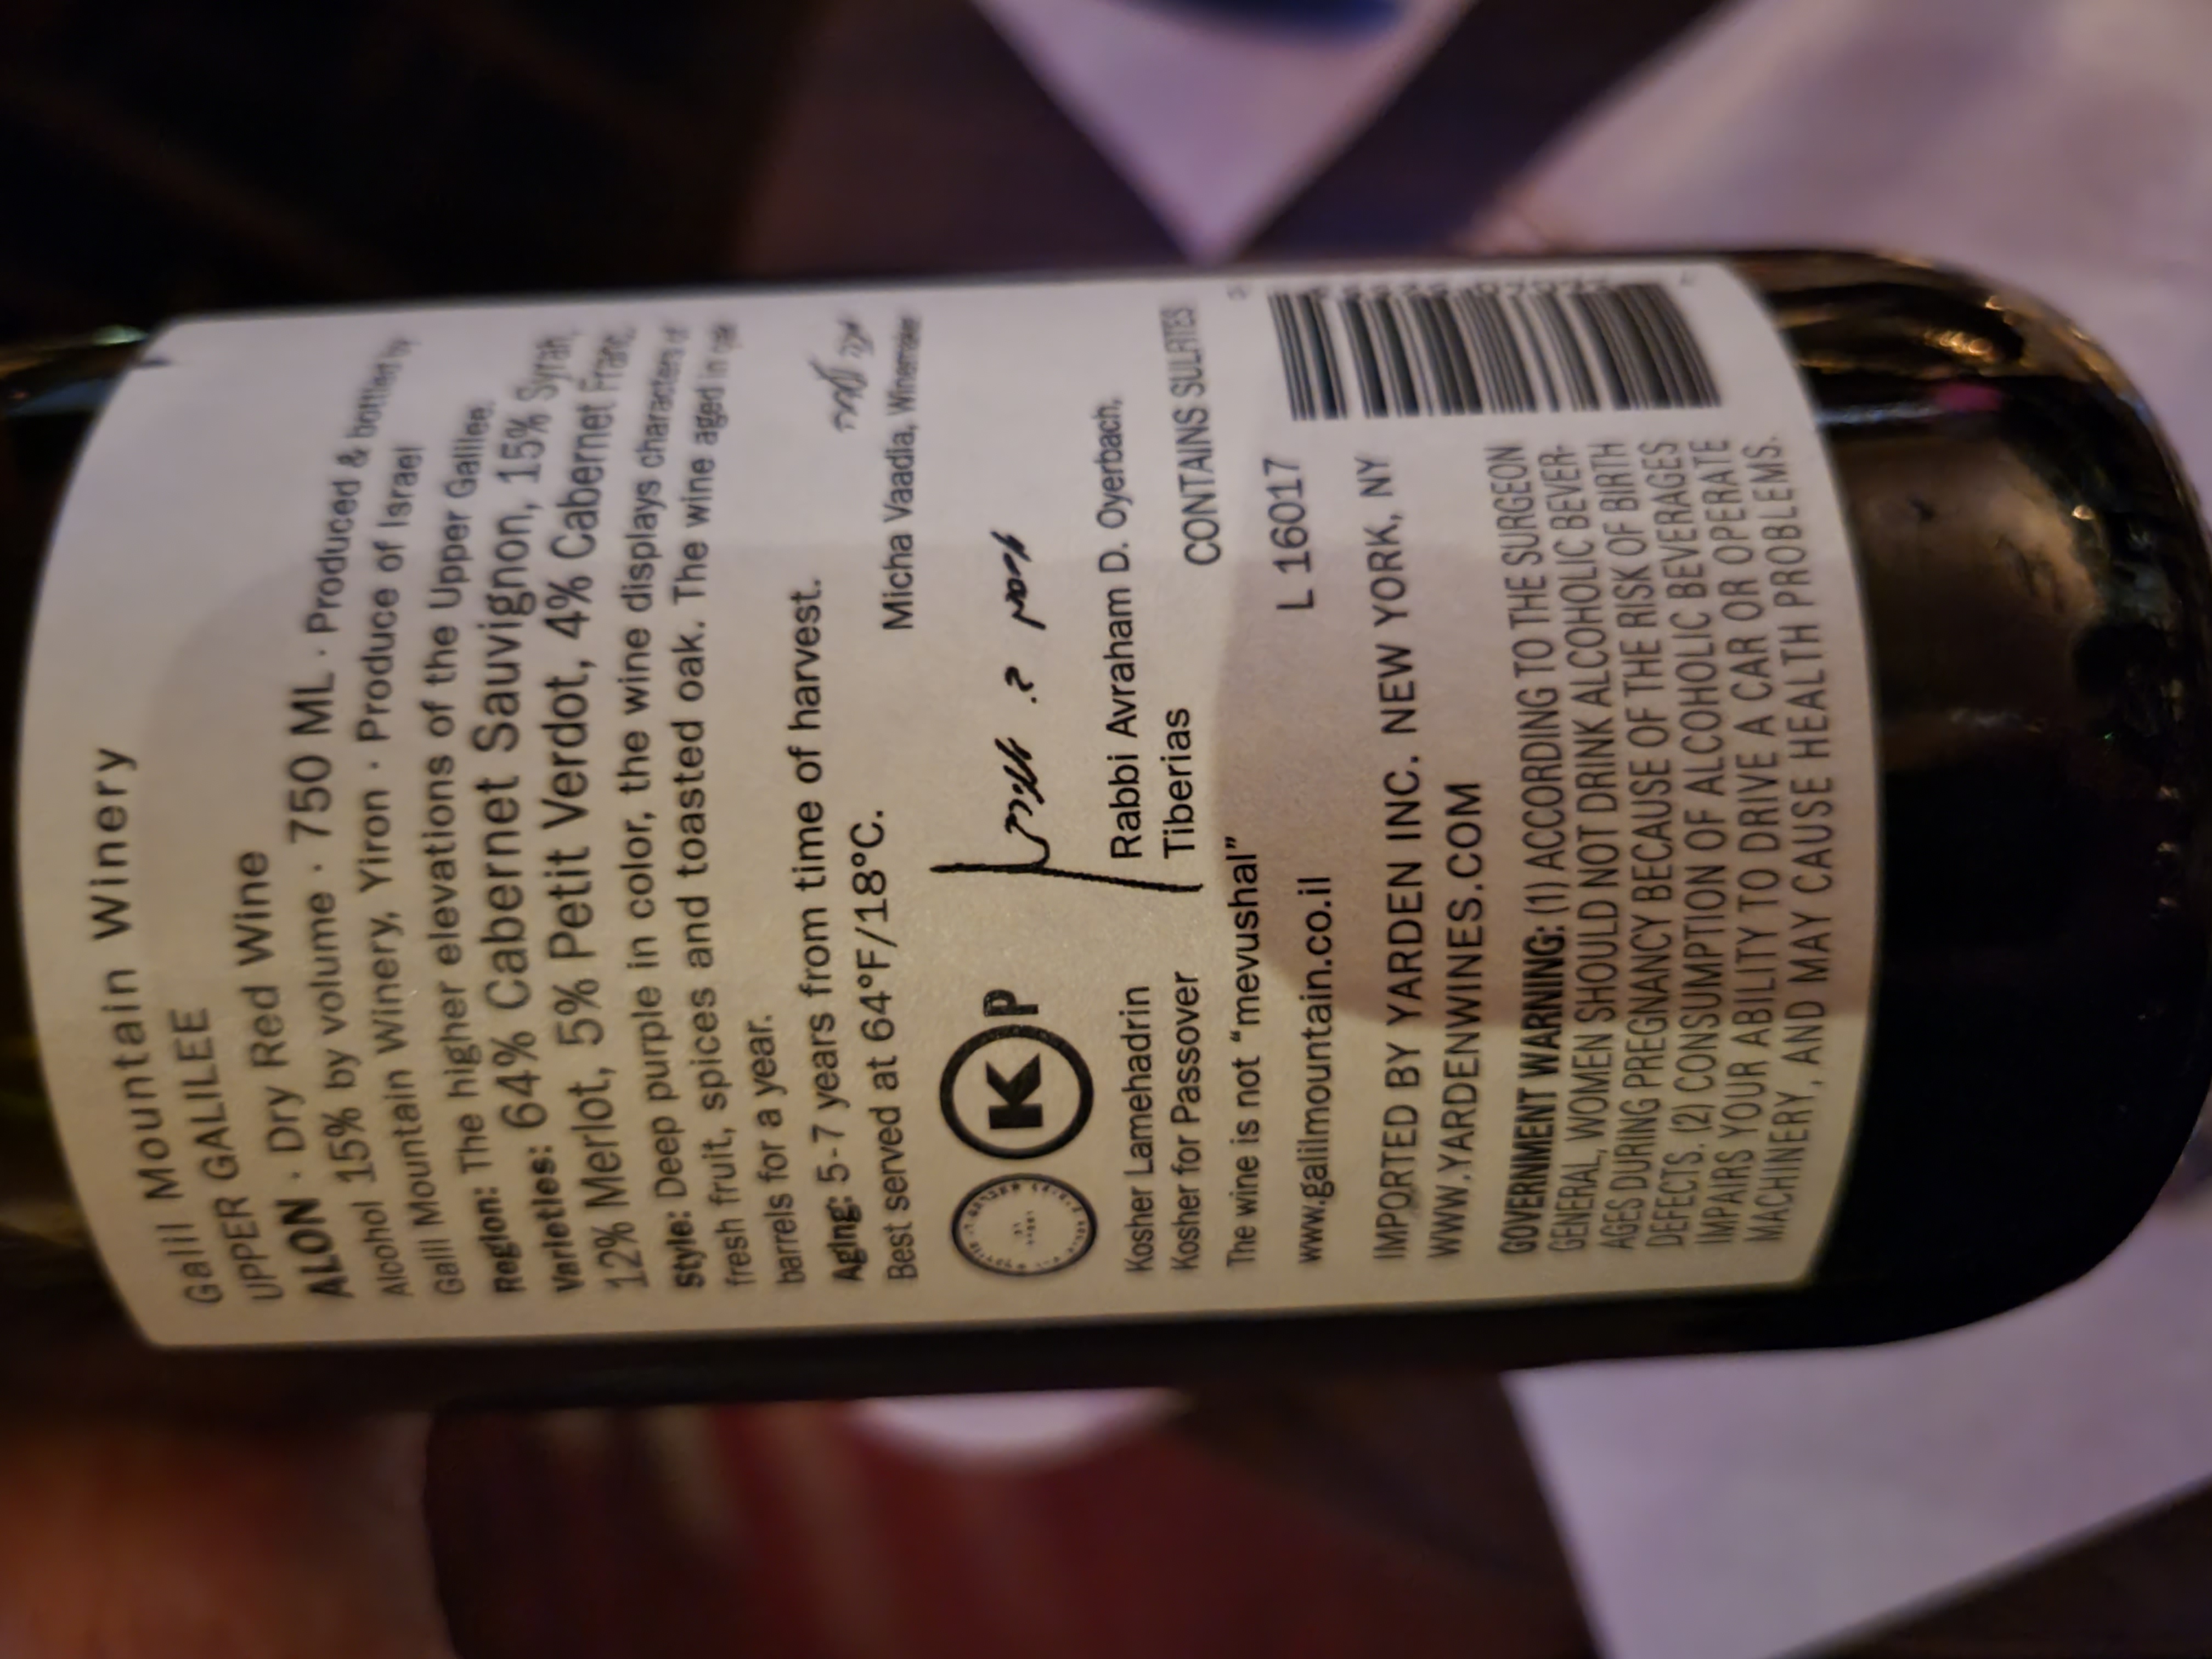 Galil Mountain Winery
UPPER GALILEE
ALON · Dry Red Wine
Alcohol 15% by volume · 750 ML · Produced & bottled by
Galil Mountain Winery, Yiron · Produce of Israel
Region: The higher elevations of the Upper Galilee.
Varieties: 64% Cabernet Sauvignon, 15% Syrah,
12% Merlot, 5% Petit Verdot, 4% Cabernet Franc.
Style: Deep purple in color, the wine displays characters of
fresh fruit, spices and toasted oak. The wine aged in oak
barrels for a year.
Aging: 5-7 years from time of harvest.
Best served at 64°F/18°C.
Micha Vaadia, Winemaker
K P
Kosher Lamehadrin
Kosher for Passover
The wine is not "mevushal"
Rabbi Avraham D. Oyerbach,
Tiberias
CONTAINS SULFITES
www.galilmountain.co.il
L 16017
IMPORTED BY YARDEN INC. NEW YORK, NY
WWW.YARDENWINES.COM
GOVERNMENT WARNING: (1) ACCORDING TO THE SURGEON
GENERAL, WOMEN SHOULD NOT DRINK ALCOHOLIC BEVER-
AGES DURING PREGNANCY BECAUSE OF THE RISK OF BIRTH
DEFECTS. (2) CONSUMPTION OF ALCOHOLIC BEVERAGES
IMPAIRS YOUR ABILITY TO DRIVE A CAR OR OPERATE
MACHINERY, AND MAY CAUSE HEALTH PROBLEMS.